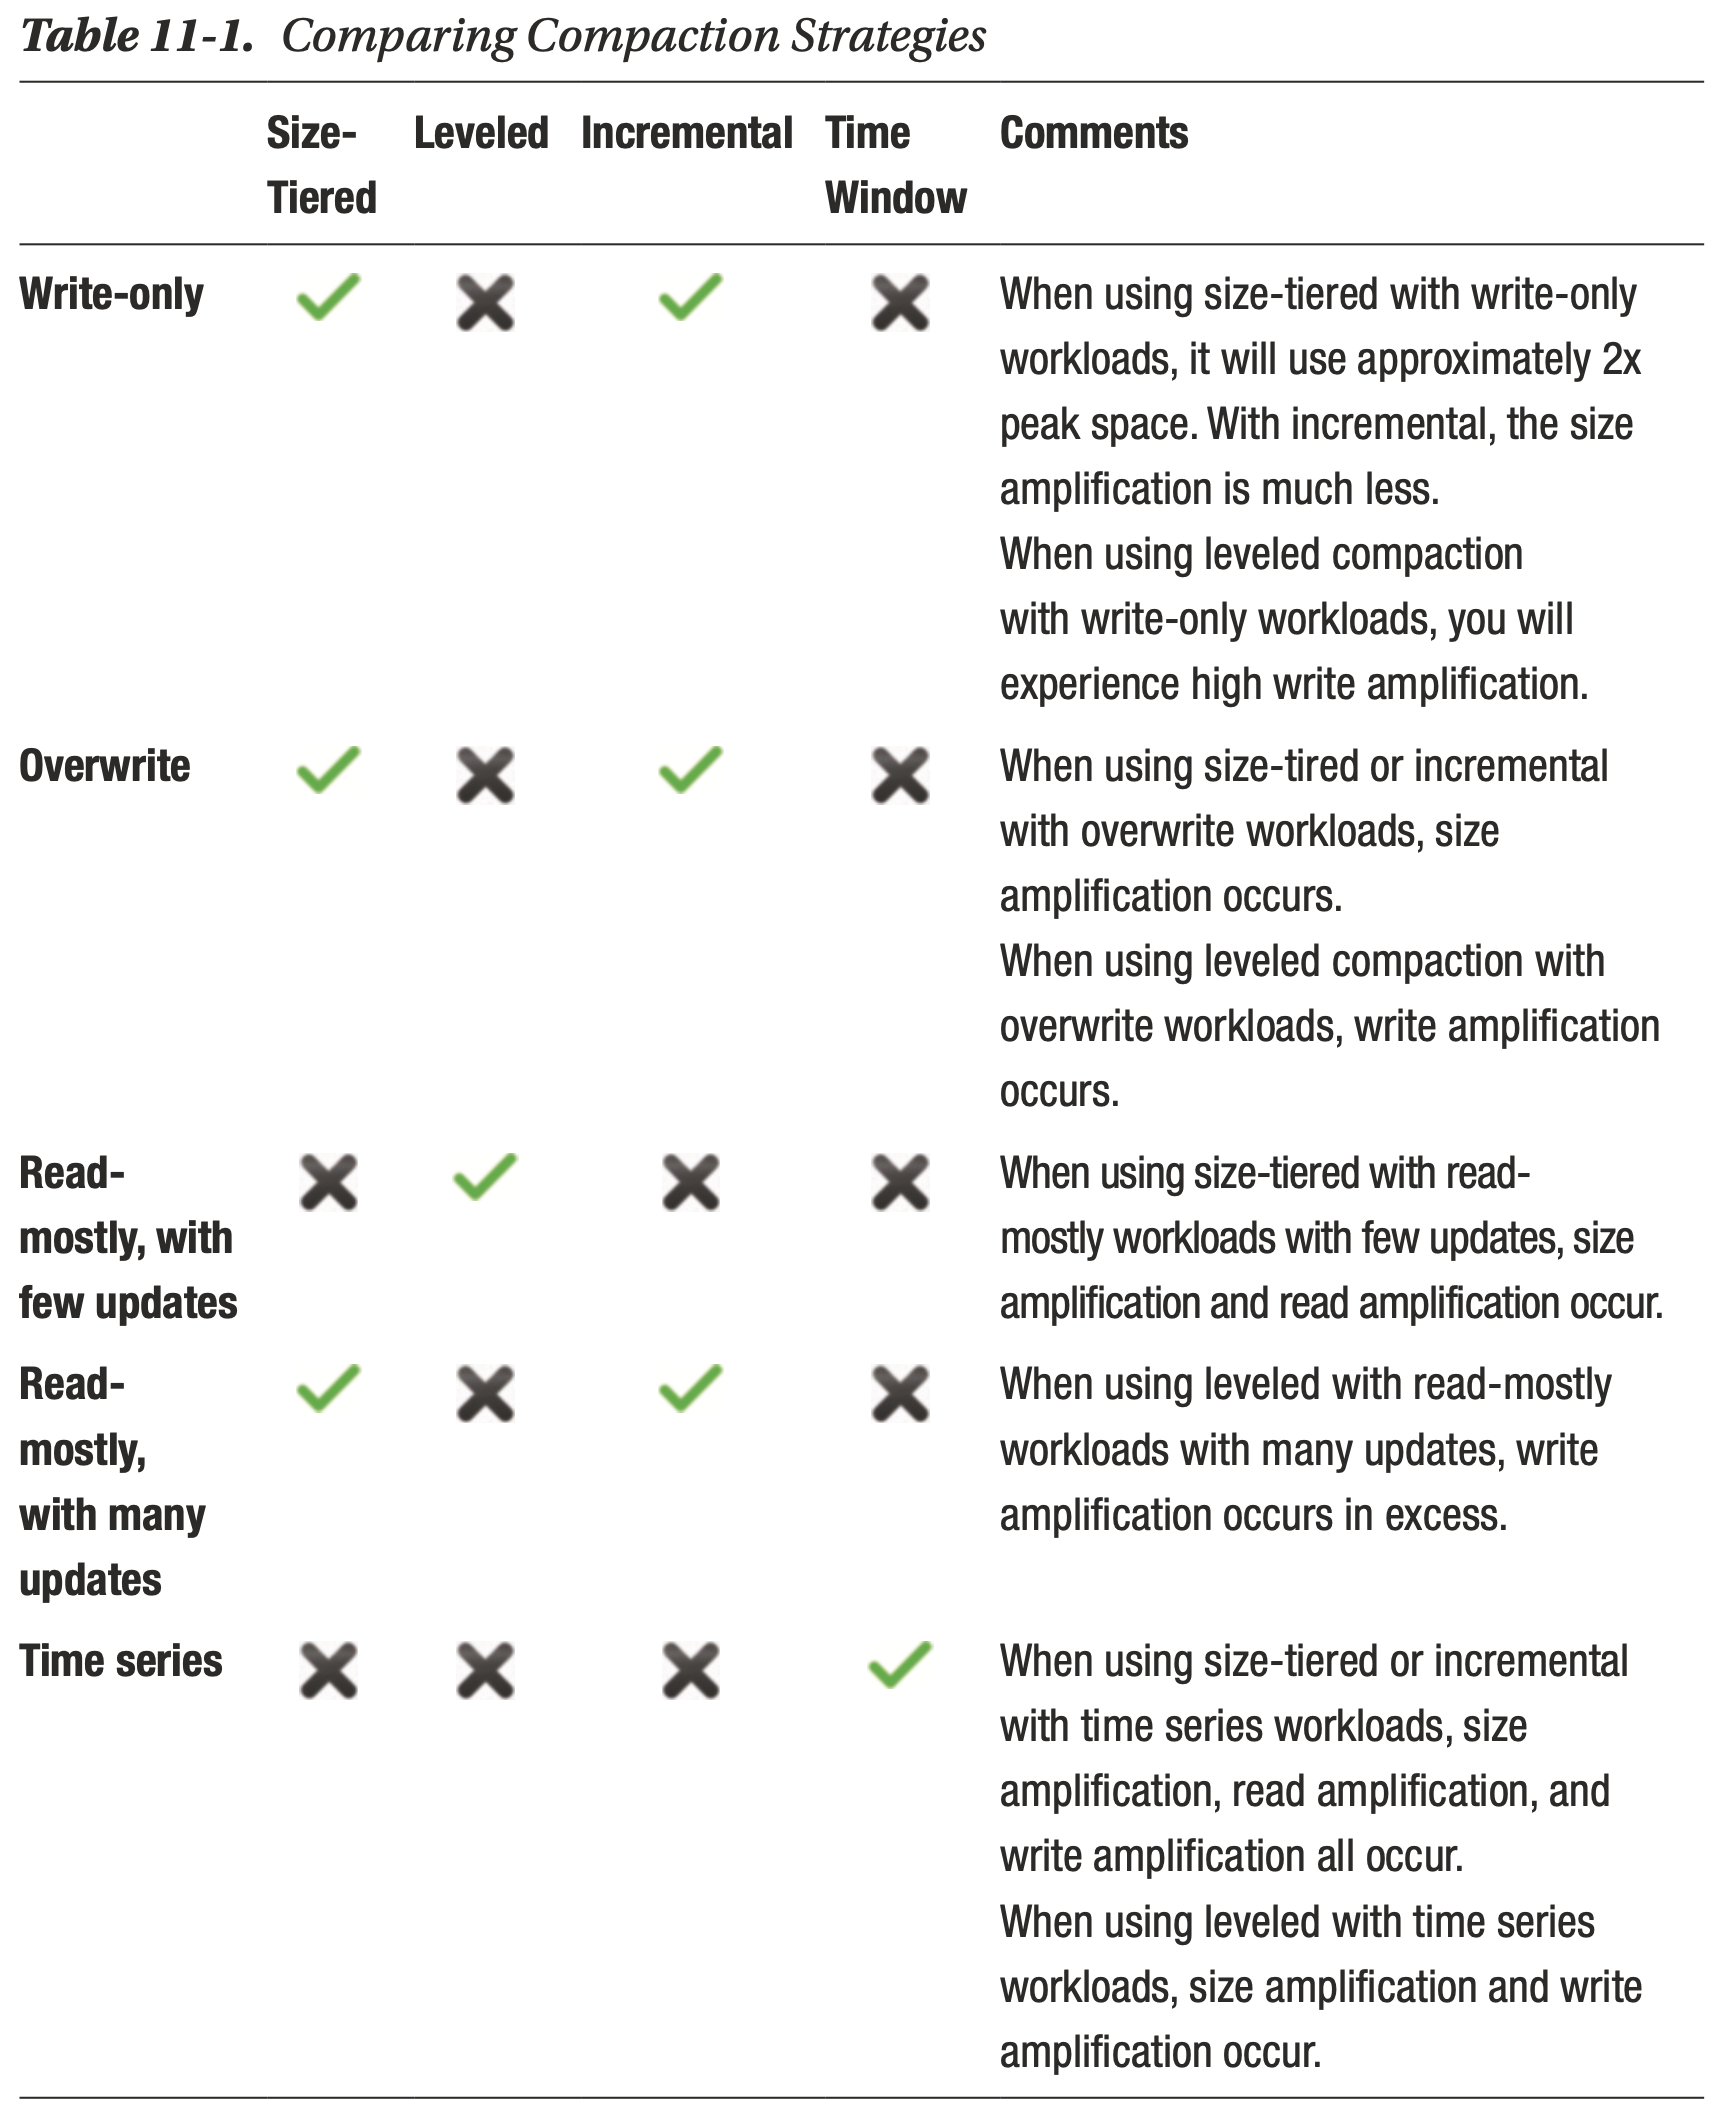 Table 11-1. Comparing Compaction Strategies
Size-Tiered Leveled Incremental Time Window Comments
Write-only ✓ ✗ ✓ ✗ When using size-tiered with write-only
workloads, it will use approximately 2x
peak space. With incremental, the size
amplification is much less.
When using leveled compaction
with write-only workloads, you will
experience high write amplification.
Overwrite ✓ ✗ ✓ ✗ When using size-tired or incremental
with overwrite workloads, size
amplification occurs.
When using leveled compaction with
overwrite workloads, write amplification
occurs.
Read- ✗ ✓ ✗ ✗ When using size-tiered with read-
mostly, with mostly workloads with few updates, size
few updates amplification and read amplification occur.
Read- ✓ ✗ ✓ ✗ When using leveled with read-mostly
mostly, workloads with many updates, write
with many amplification occurs in excess.
updates
Time series ✗ ✗ ✗ ✓ When using size-tiered or incremental
with time series workloads, size
amplification, read amplification, and
write amplification all occur.
When using leveled with time series
workloads, size amplification and write
amplification occur.